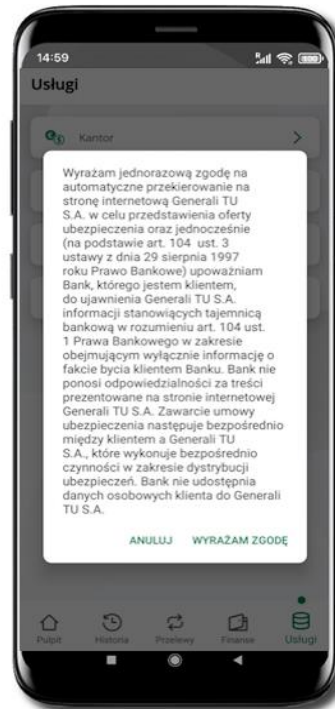 14:59
Usługi
Kantor
Wyrażam jednorazową zgodę na
automatyczne przekierowanie na
stronę internetową Generali TU
S.A. w celu przedstawienia oferty
ubezpieczenia oraz jednocześnie
(na podstawie art. 104 ust. 3
ustawy z dnia 29 sierpnia 1997
roku Prawo Bankowe) upoważniam
Bank, którego jestem klientem,
do ujawnienia Generali TU S.A.
informacji stanowiących tajemnicą
bankową w rozumieniu art. 104 ust.
1 Prawa Bankowego w zakresie
obejmującym wyłącznie informację o
fakcie bycia klientem Banku. Bank nie
ponosi odpowiedzialności za treści
prezentowane na stronie internetowej
Generali TU S.A. Zawarcie umowy
ubezpieczenia następuje bezpośrednio
między klientem a Generali TU
S.A., które wykonuje bezpośrednio
czynności w zakresie dystrybucji
ubezpieczeń. Bank nie udostępnia
danych osobowych klienta do Generali
TU S.A.
ANULUJ WYRAŻAM ZGODĘ
Pulpit Historia Przelewy Finanse Usługi